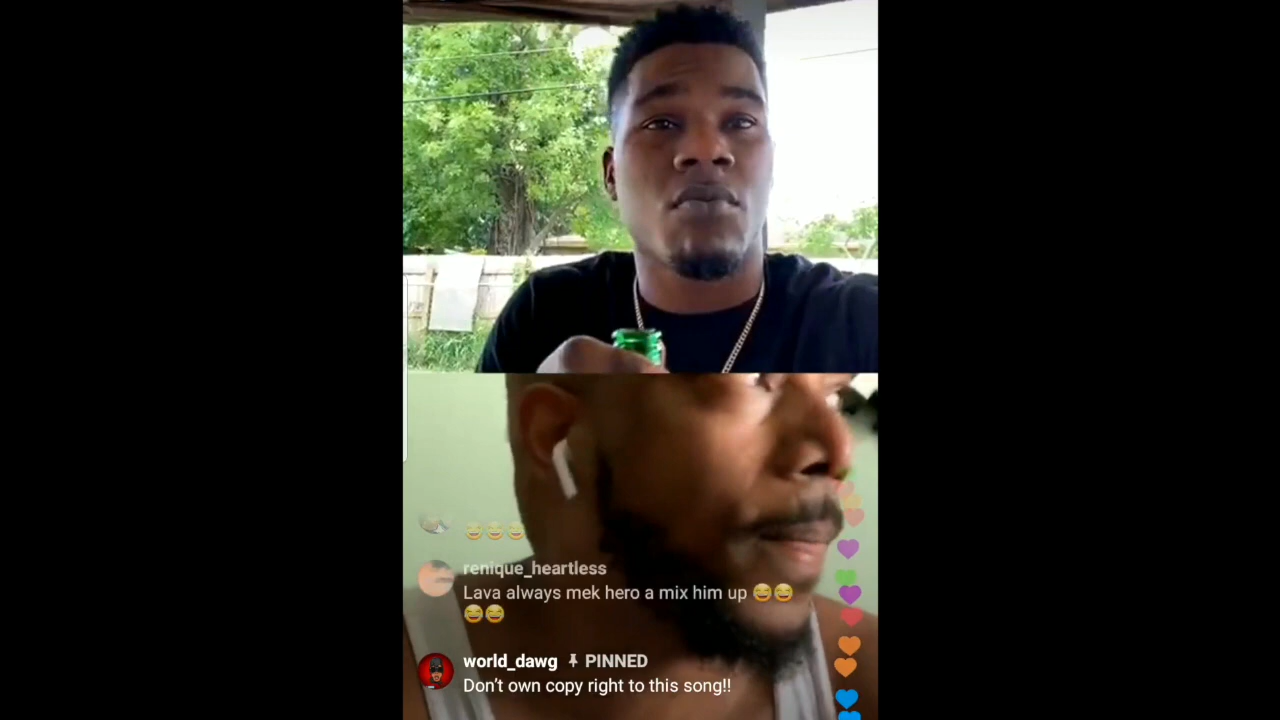 😂😂😂
renique_heartless
Lava always mek hero a mix him up 😂😂
😂😂
world_dawg 📌 PINNED
Don't own copy right to this song!!